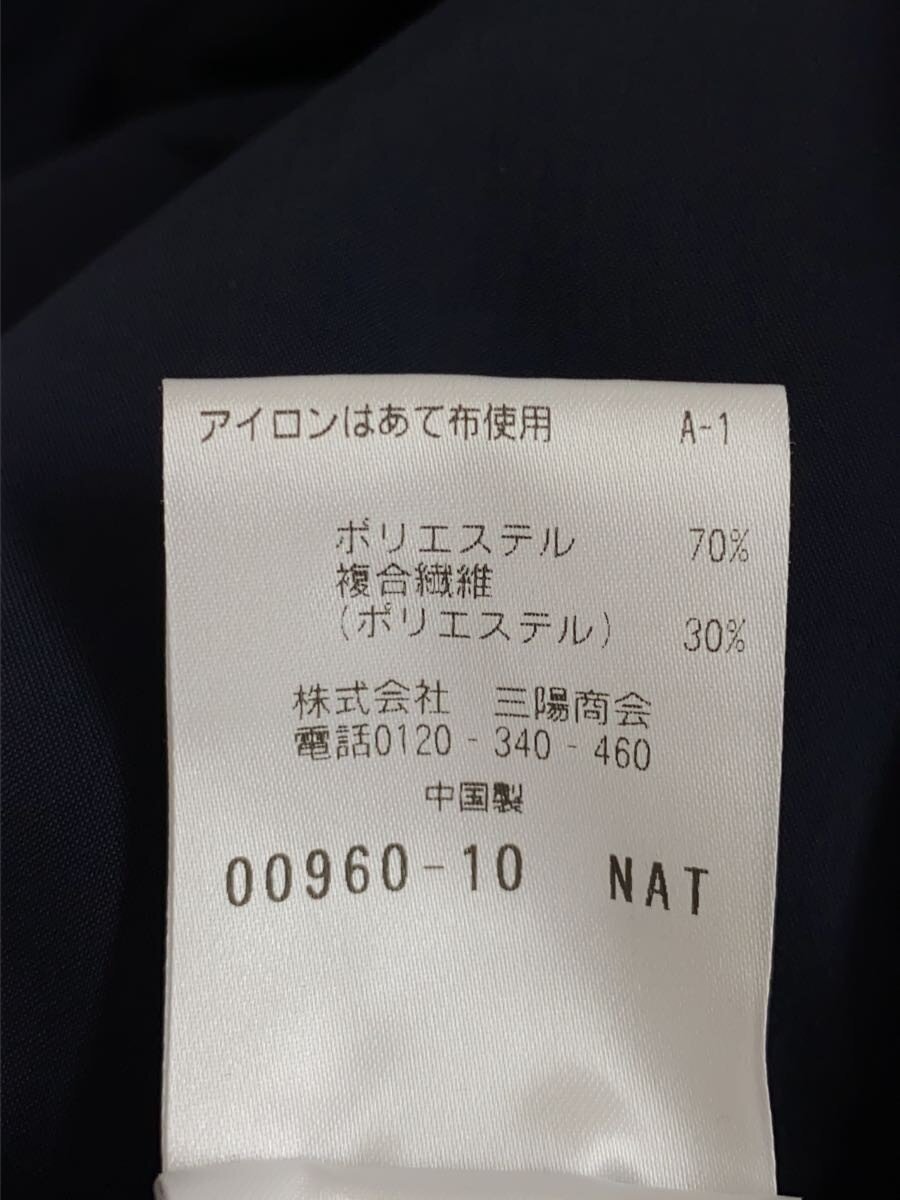 アイロンはあて布使用 A-1
ポリエステル 70%
複合繊維
(ポリエステル) 30%
株式会社 三陽商会
電話0120-340-460
中国製
00960-10 NAT